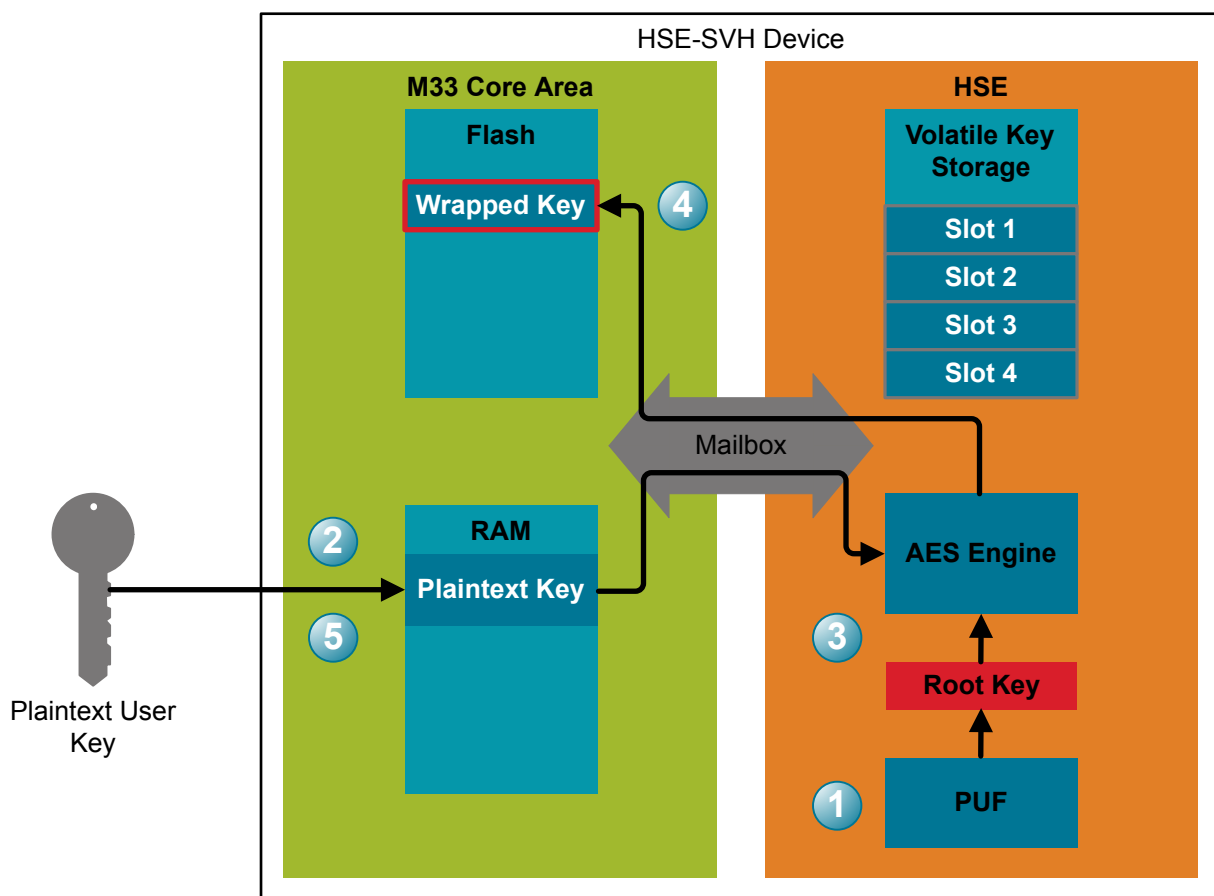 HSE-SVH Device
M33 Core Area
Flash
Wrapped Key
4
HSE
Volatile Key
Storage
Slot 1
Slot 2
Slot 3
Slot 4
Mailbox
2
RAM
Plaintext Key
5
Plaintext User
Key
AES Engine
3
Root Key
1
PUF